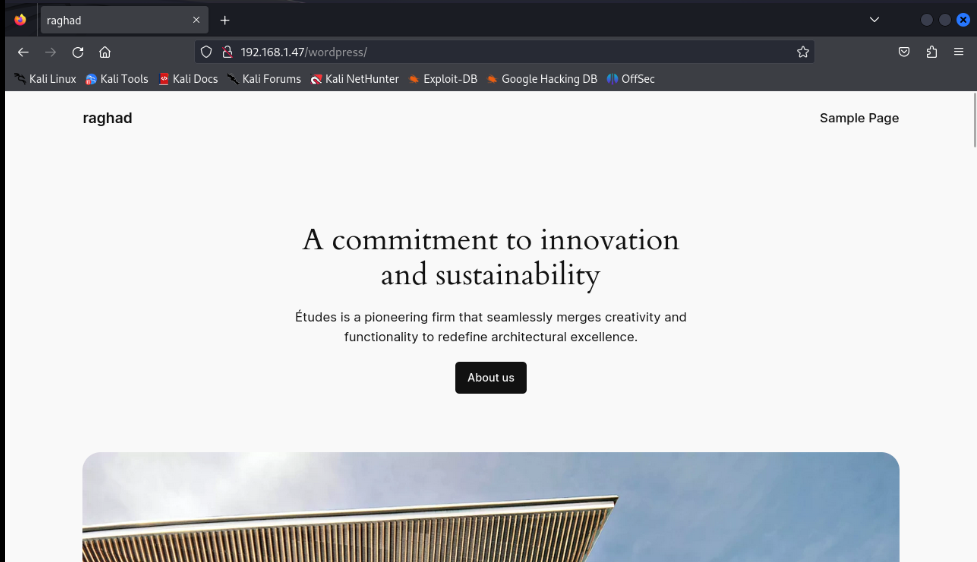 raghad
192.168.1.47/wordpress/
Kali Linux Kali Tools Kali Docs Kali Forums Kali NetHunter Exploit-DB Google Hacking DB OffSec
raghad Sample Page
A commitment to innovation
and sustainability
Études is a pioneering firm that seamlessly merges creativity and
functionality to redefine architectural excellence.
About us